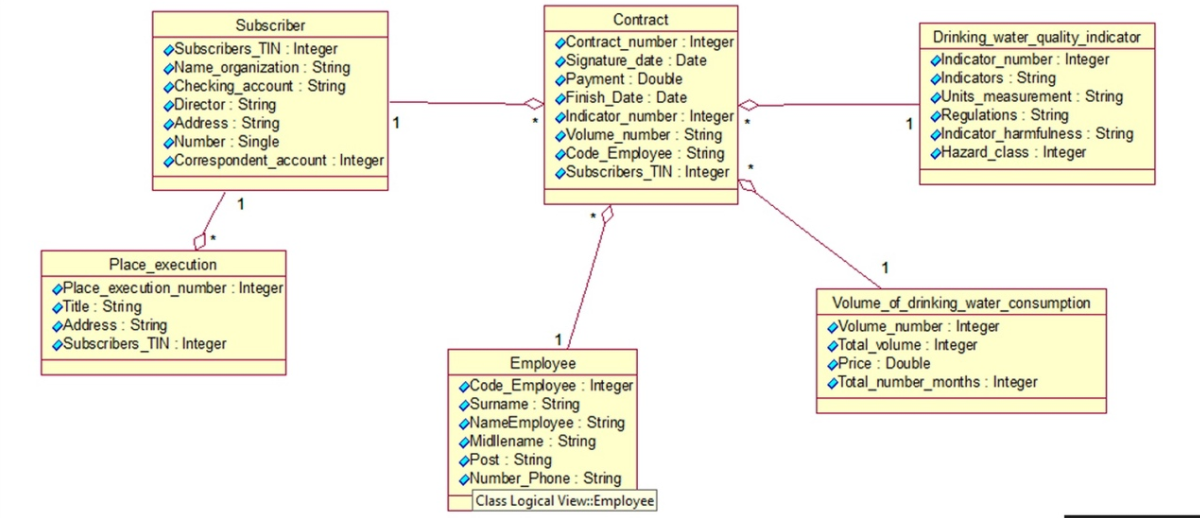 Subscriber
Subscribers_TIN : Integer
Name_organization : String
Checking_account : String
Director : String
Address : String
Number : Single
Correspondent_account : Integer
1
*
Contract
Contract_number : Integer
Signature_date : Date
Payment : Double
Finish_Date : Date
Indicator_number : Integer
Volume_number : String
Code_Employee : String
Subscribers_TIN : Integer
*
1
Drinking_water_quality_indicator
Indicator_number : Integer
Indicators : String
Units_measurement : String
Regulations : String
Indicator_harmfulness : String
Hazard_class : Integer
1
*
Place_execution
Place_execution_number : Integer
Title : String
Address : String
Subscribers_TIN : Integer
*
1
Employee
Code_Employee : Integer
Surname : String
NameEmployee : String
Midllename : String
Post : String
Number_Phone : String
Class Logical View::Employee
*
1
Volume_of_drinking_water_consumption
Volume_number : Integer
Total_volume : Integer
Price : Double
Total_number_months : Integer